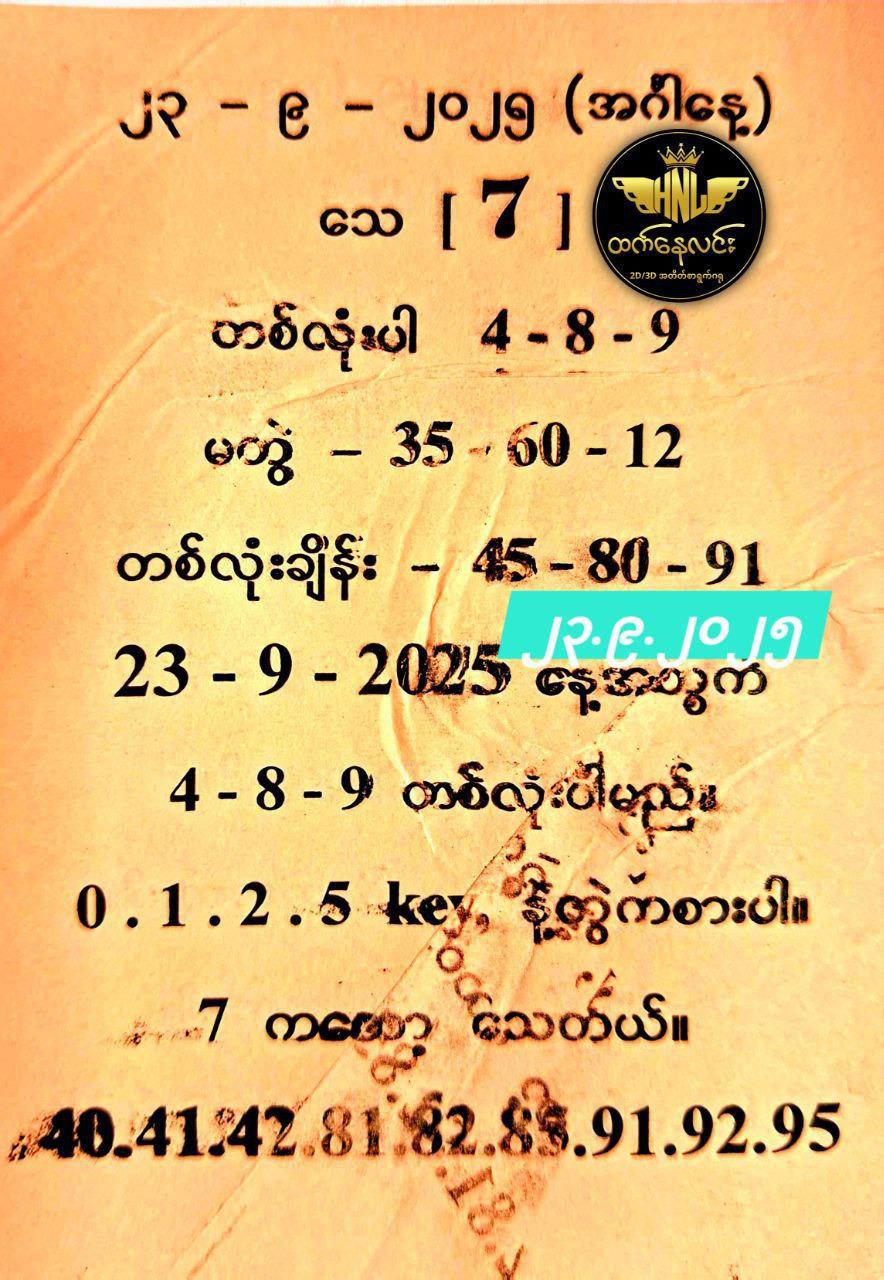 ၂၃ - ၉ - ၂၀၂၅ (အင်္ဂါနေ့)
သေ [ 7 ]
HNL
ထက်နေလင်း
2D/3D အတိတ်စာရွက်ဂရု
တစ်လုံးပါ 4 - 8 - 9
မတွဲ - 35 - 60 - 12
တစ်လုံးချိန်း - 45 - 80 - 91
၂၃.၉.၂၀၂၅
23 - 9 - 2025 နေ့အတွက်
4 - 8 - 9 တစ်လုံးပါမည်။
0 . 1 . 2 . 5 key, နဲ့တွဲကစားပါ။
7 ကတော့ သေတယ်။
40.41.42.81.82.85.91.92.95